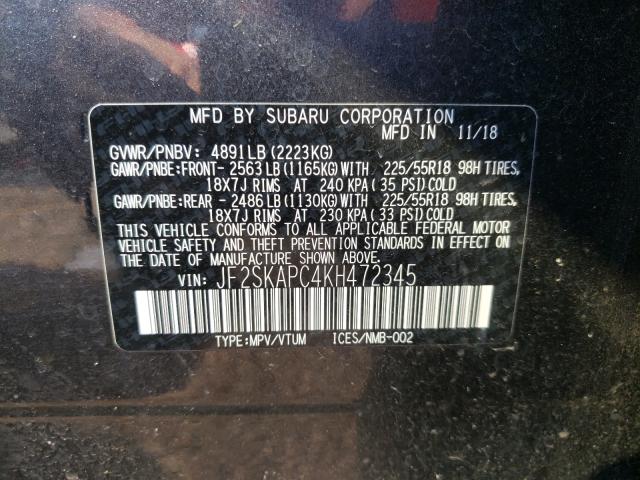 MFD BY SUBARU CORPORATION
MFD IN 11/18
GVWR/PNBV: 4891LB(2223KG)
GAWR/PNBE:FRONT- 2563LB(1165KG)WITH 225/55R18 98H TIRES,
18X7J RIMS AT 240 KPA(35 PSI)COLD
GAWR/PNBE:REAR - 2486LB(1130KG)WITH 225/55R18 98H TIRES,
18X7J RIMS AT 230 KPA(33 PSI)COLD
THIS VEHICLE CONFORMS TO ALL APPLICABLE FEDERAL MOTOR
VEHICLE SAFETY AND THEFT PREVENTION STANDARDS IN EFFECT ON
THE DATE OF MANUFACTURE SHOWN ABOVE.
VIN: JF2SKAPC4KH472345
TYPE:MPV/VTUM ICES/NMB-002